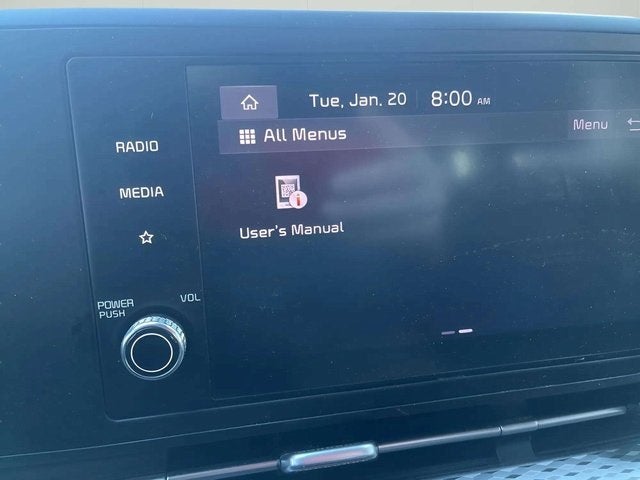 Tue, Jan. 20 8:00 AM
All Menus
Menu
RADIO
MEDIA
User's Manual
POWER
PUSH
VOL